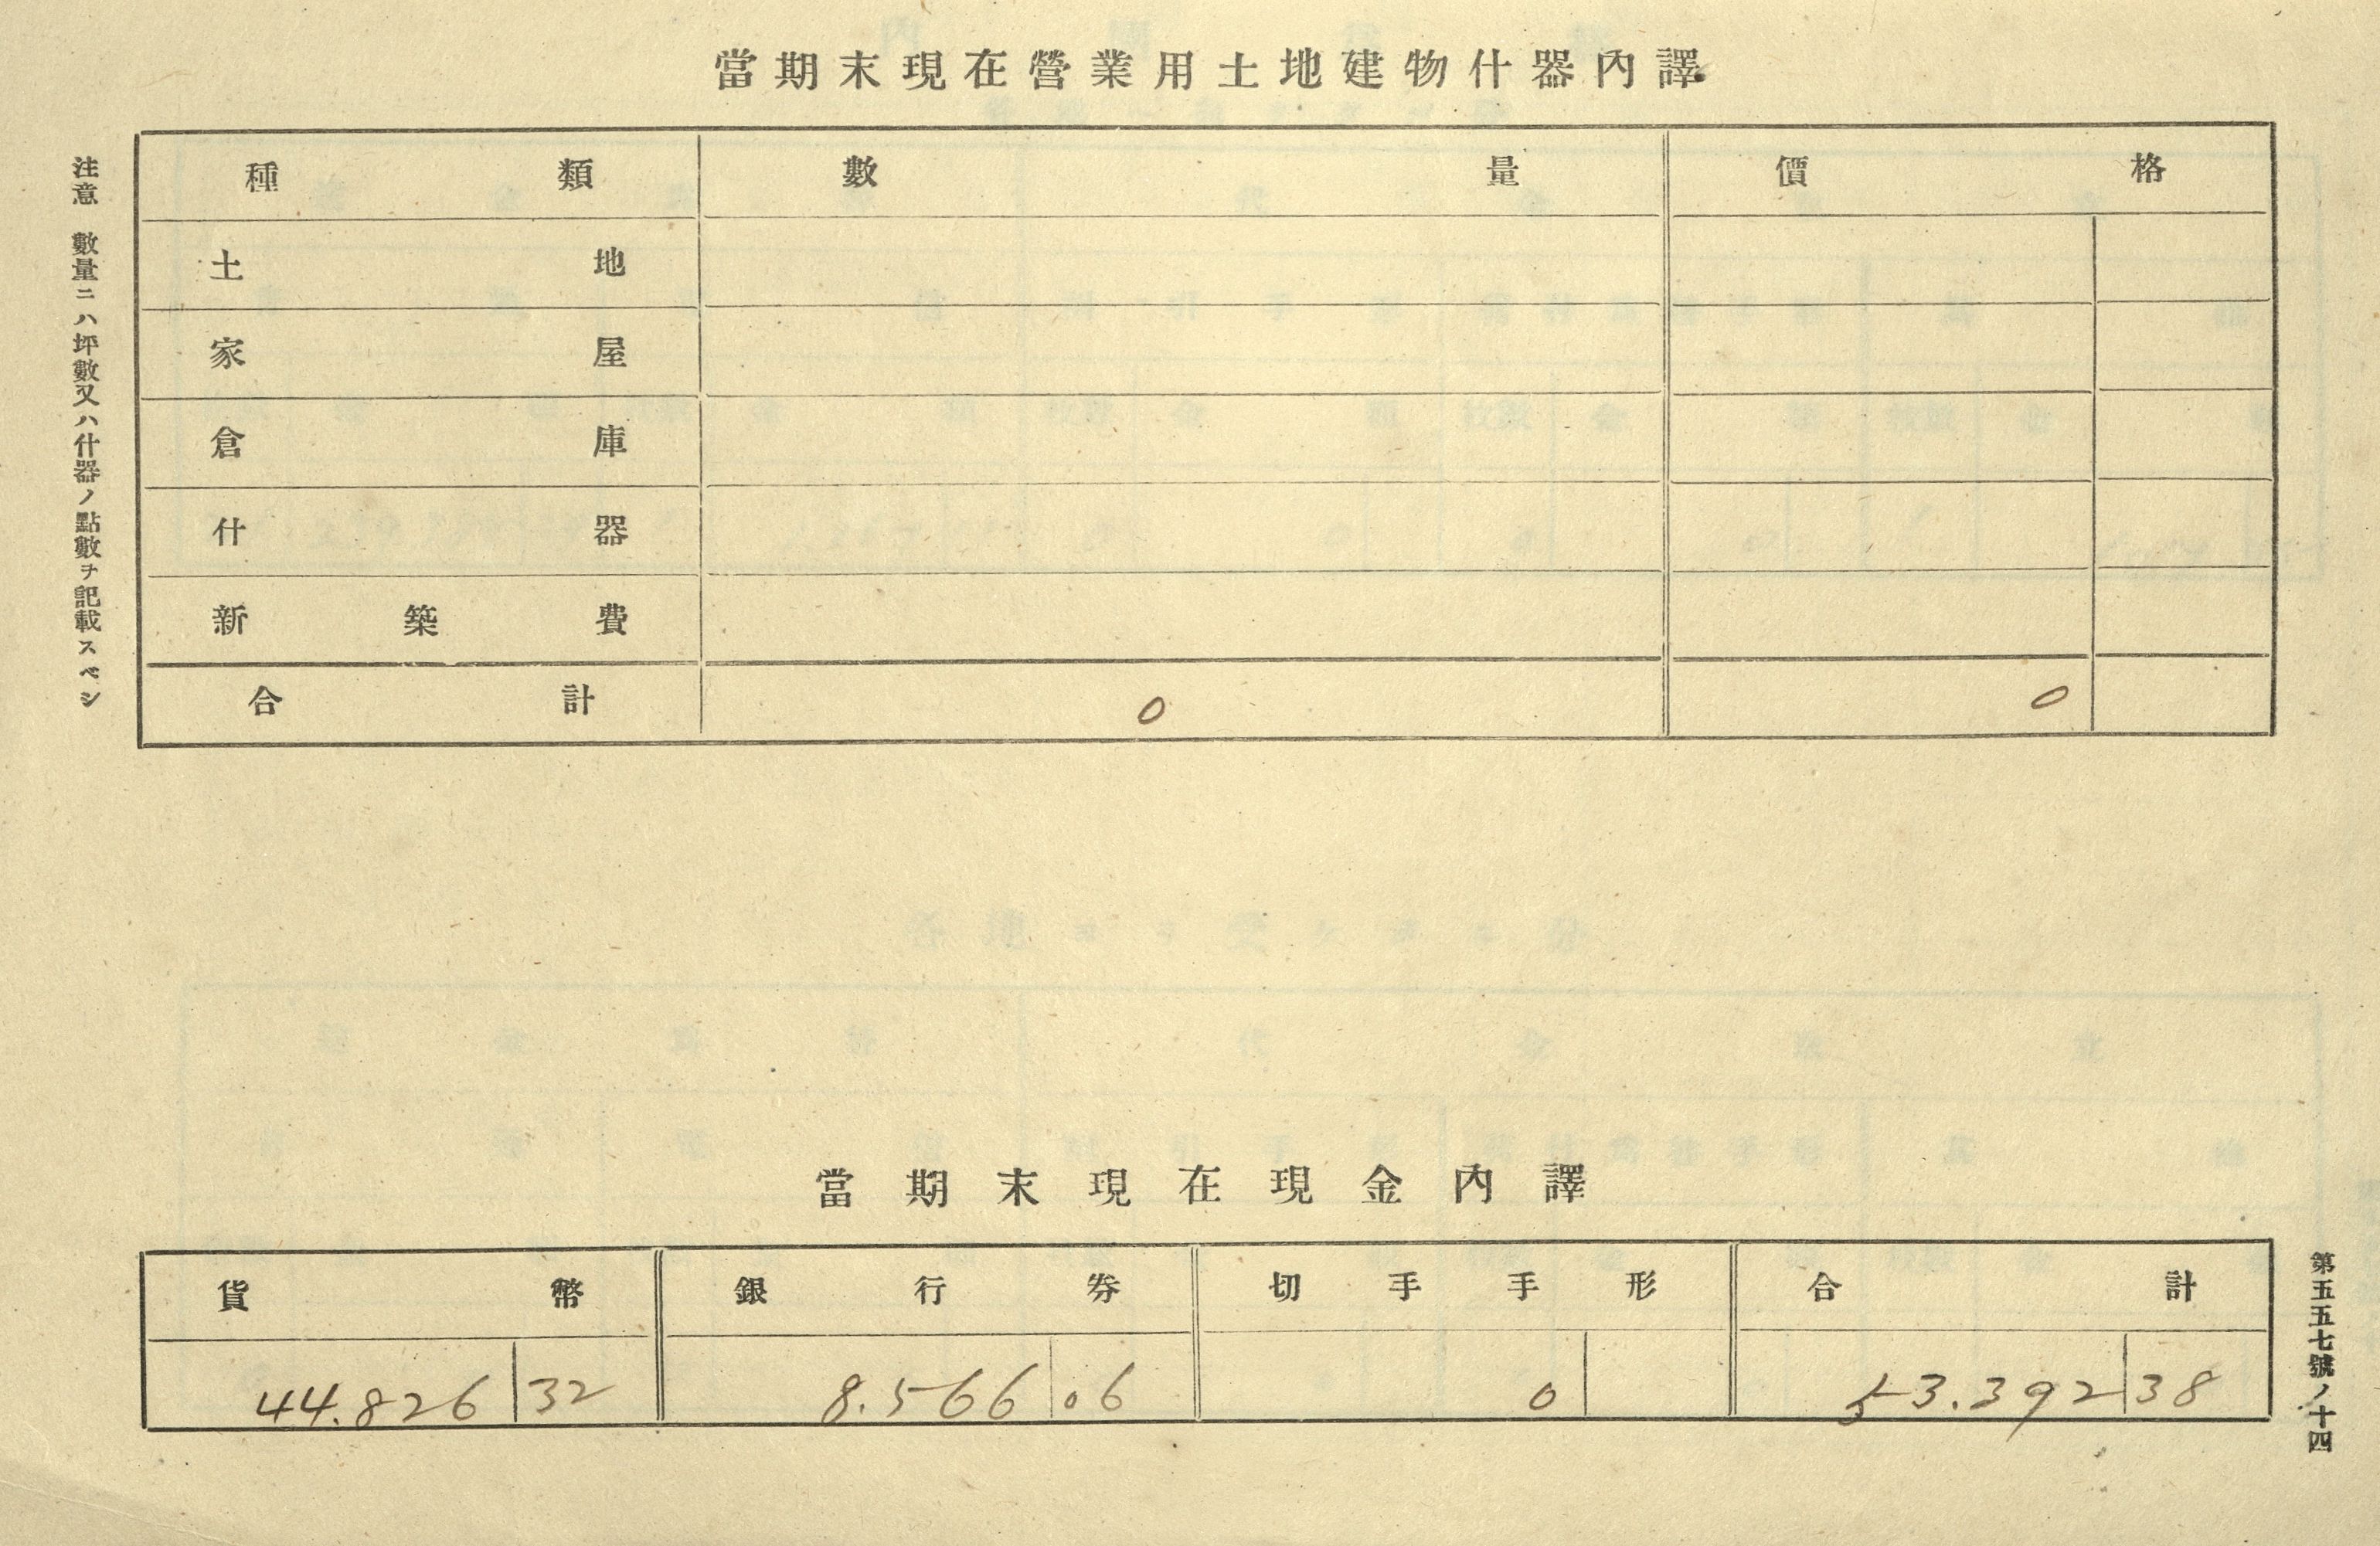 當期末現在營業用土地建物什器內譯
種類 數量 價格
土地
家屋
倉庫
什器
新築費
合計 0 0
注意 數量ニハ坪數又ハ什器ノ點數ヲ記載スベシ
當期末現在現金內譯
貨幣 銀行券 切手手形 合計
44.826 32 8.566 06 0 53.392 38
第五五七號ノ十四